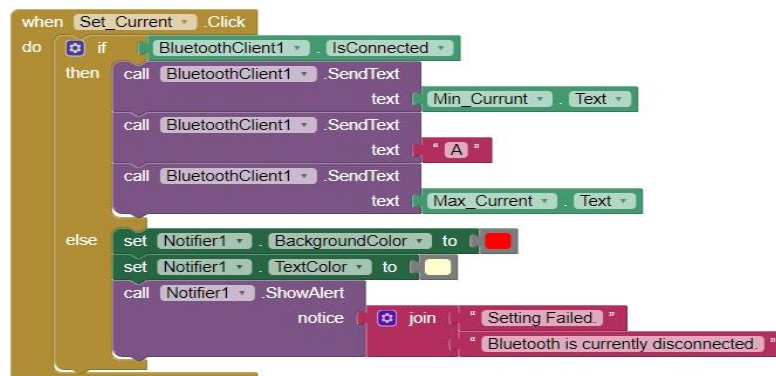 when Set_Current .Click
do if BluetoothClient1 . IsConnected
then call BluetoothClient1 .SendText
text Min_Currunt . Text
call BluetoothClient1 .SendText
text " A "
call BluetoothClient1 .SendText
text Max_Current . Text
else set Notifier1 . BackgroundColor to
set Notifier1 . TextColor to
call Notifier1 .ShowAlert
notice join " Setting Failed. "
" Bluetooth is currently disconnected. "